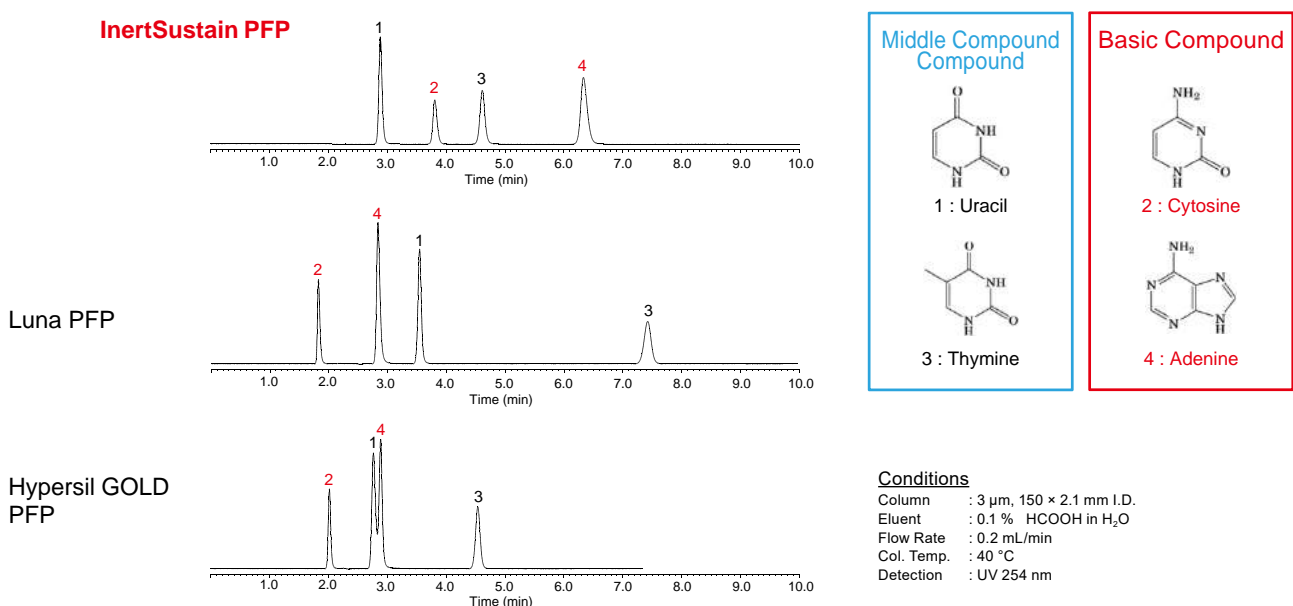 InertSustain PFP
1
2
3
4
1.0 2.0 3.0 4.0 5.0 6.0 7.0 8.0 9.0 10.0
Time (min)
Luna PFP
2
4
1
3
1.0 2.0 3.0 4.0 5.0 6.0 7.0 8.0 9.0 10.0
Time (min)
Hypersil GOLD
PFP
2
1
4
3
1.0 2.0 3.0 4.0 5.0 6.0 7.0 8.0 9.0 10.0
Time (min)
Middle Compound
Compound
O
NH
N
H
O
1 : Uracil
O
NH
N
H
O
3 : Thymine
Basic Compound
NH₂
N
N
H
O
2 : Cytosine
NH₂
N
N
N
N
H
4 : Adenine
Conditions
Column : 3 μm, 150 × 2.1 mm I.D.
Eluent : 0.1 % HCOOH in H₂O
Flow Rate : 0.2 mL/min
Col. Temp. : 40 °C
Detection : UV 254 nm